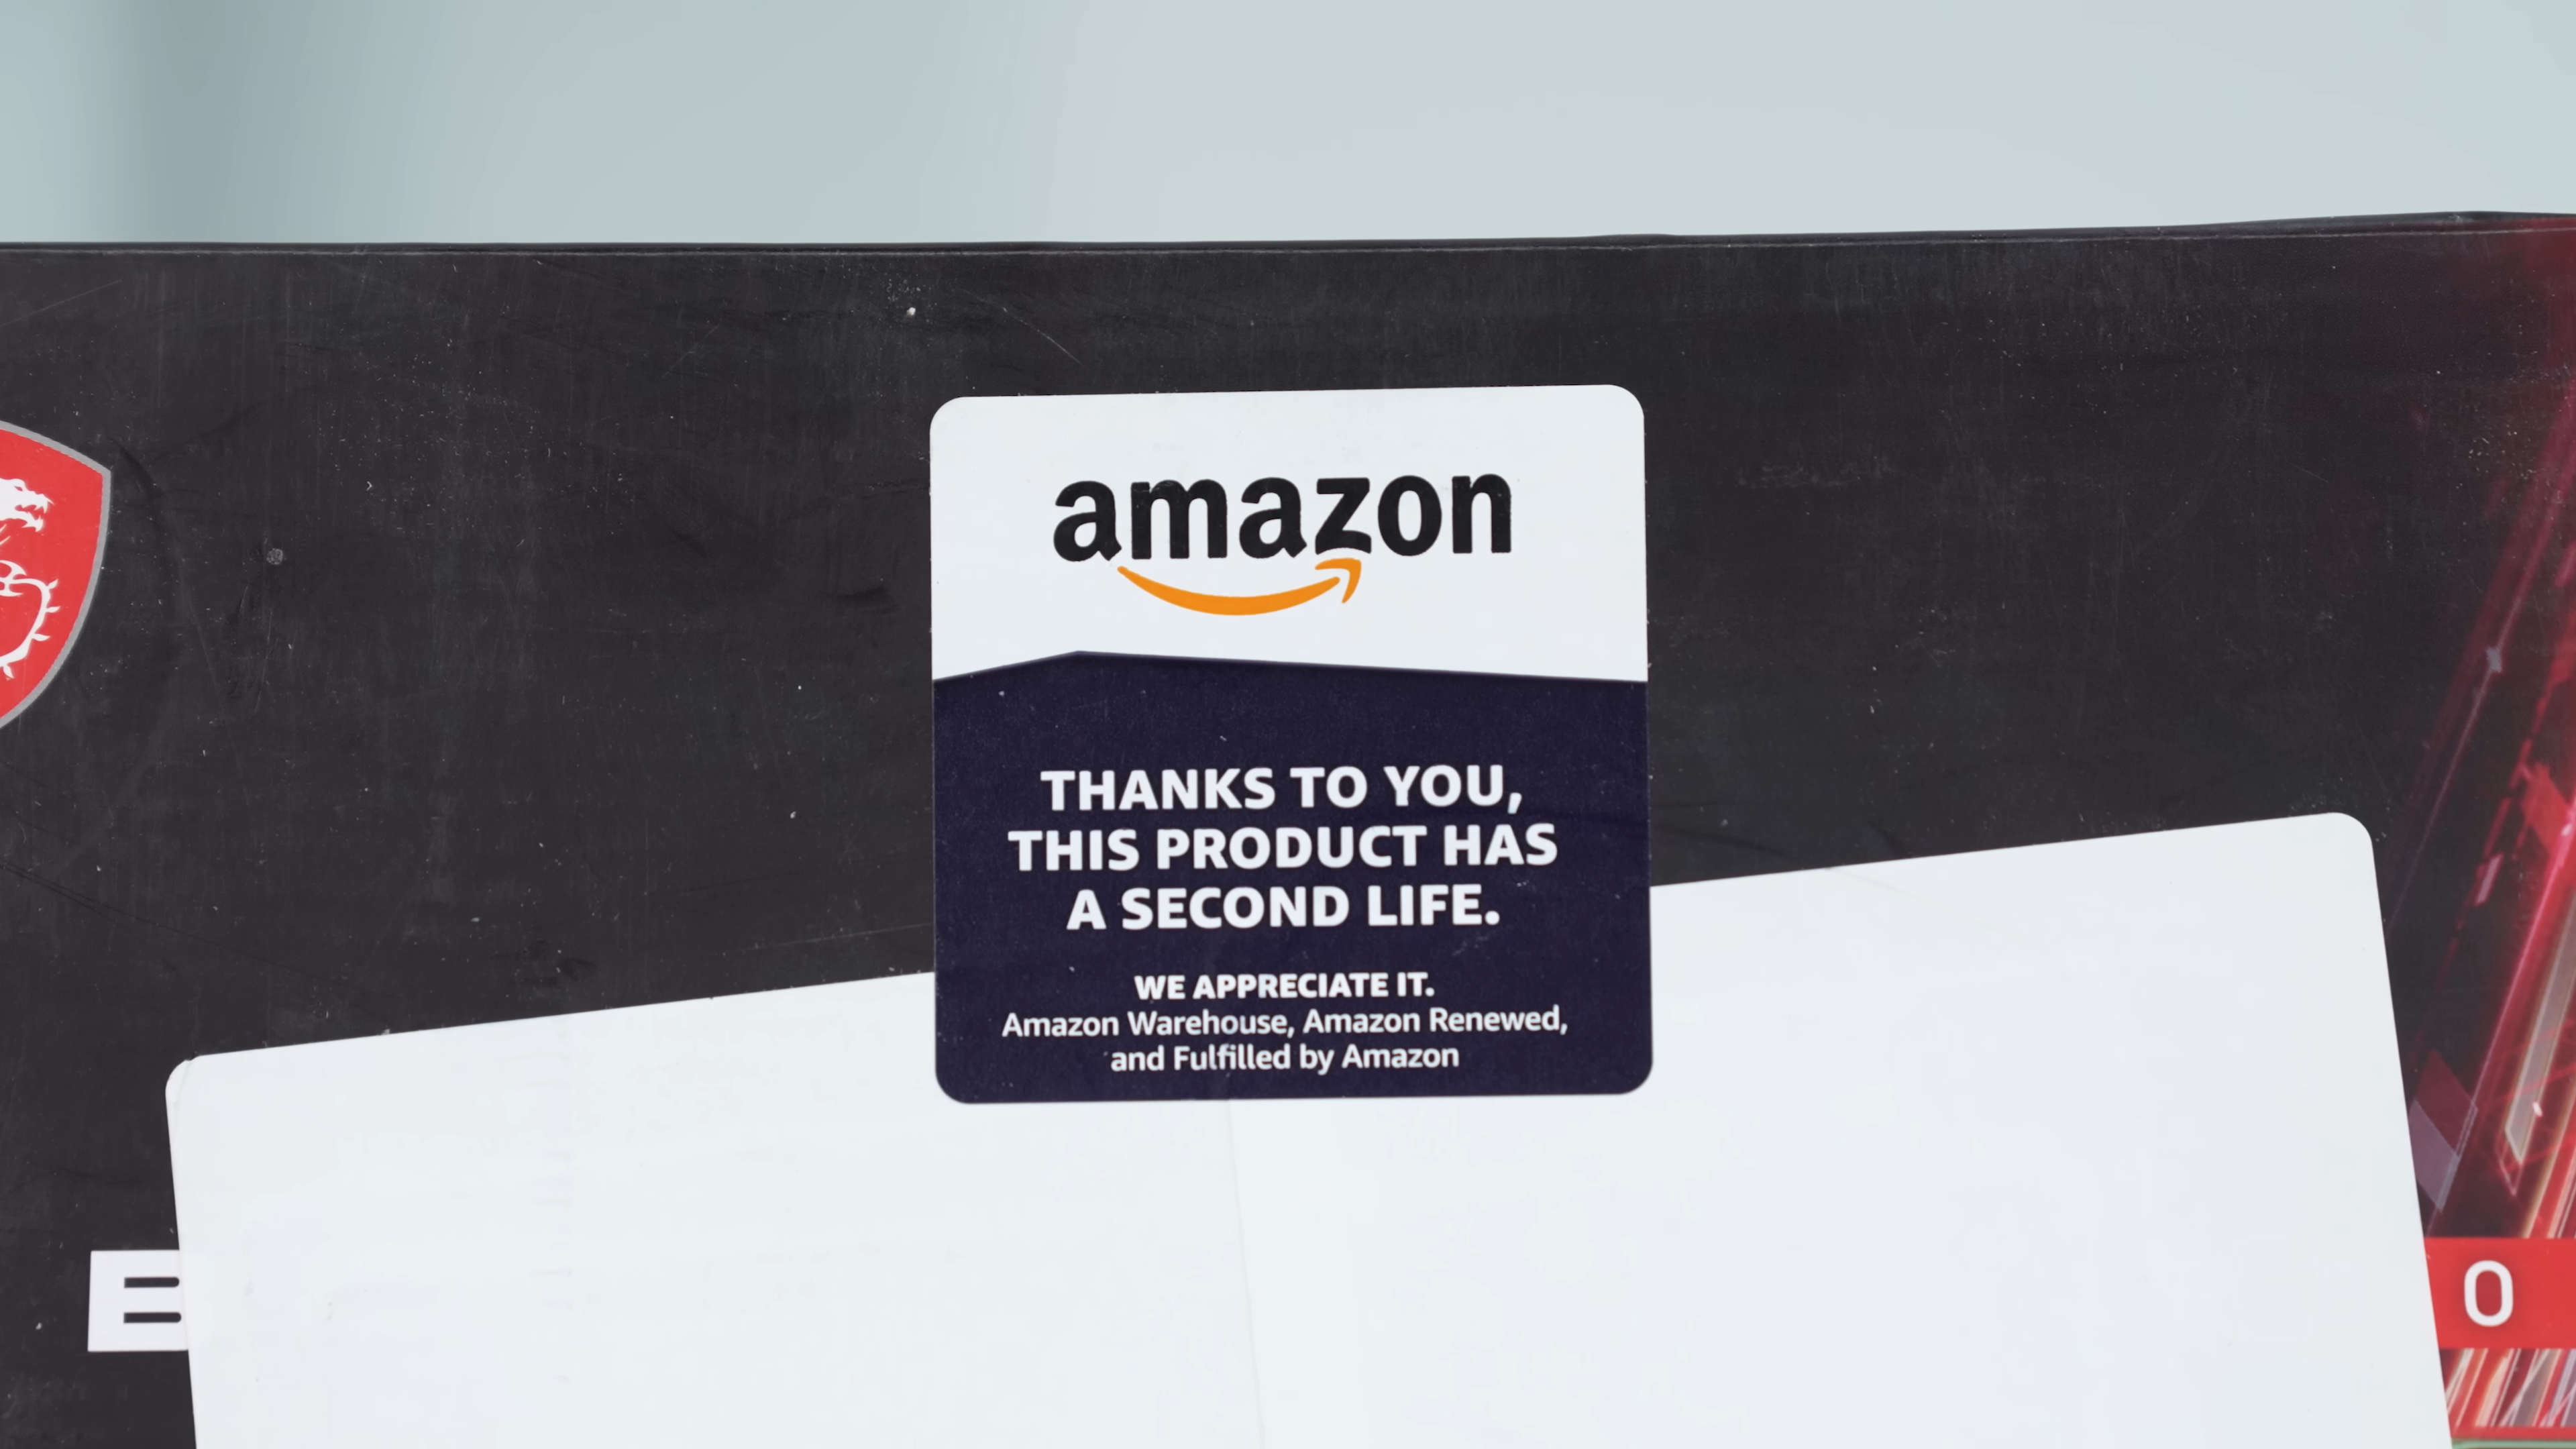 amazon
THANKS TO YOU,
THIS PRODUCT HAS
A SECOND LIFE.
WE APPRECIATE IT.
Amazon Warehouse, Amazon Renewed,
and Fulfilled by Amazon
O